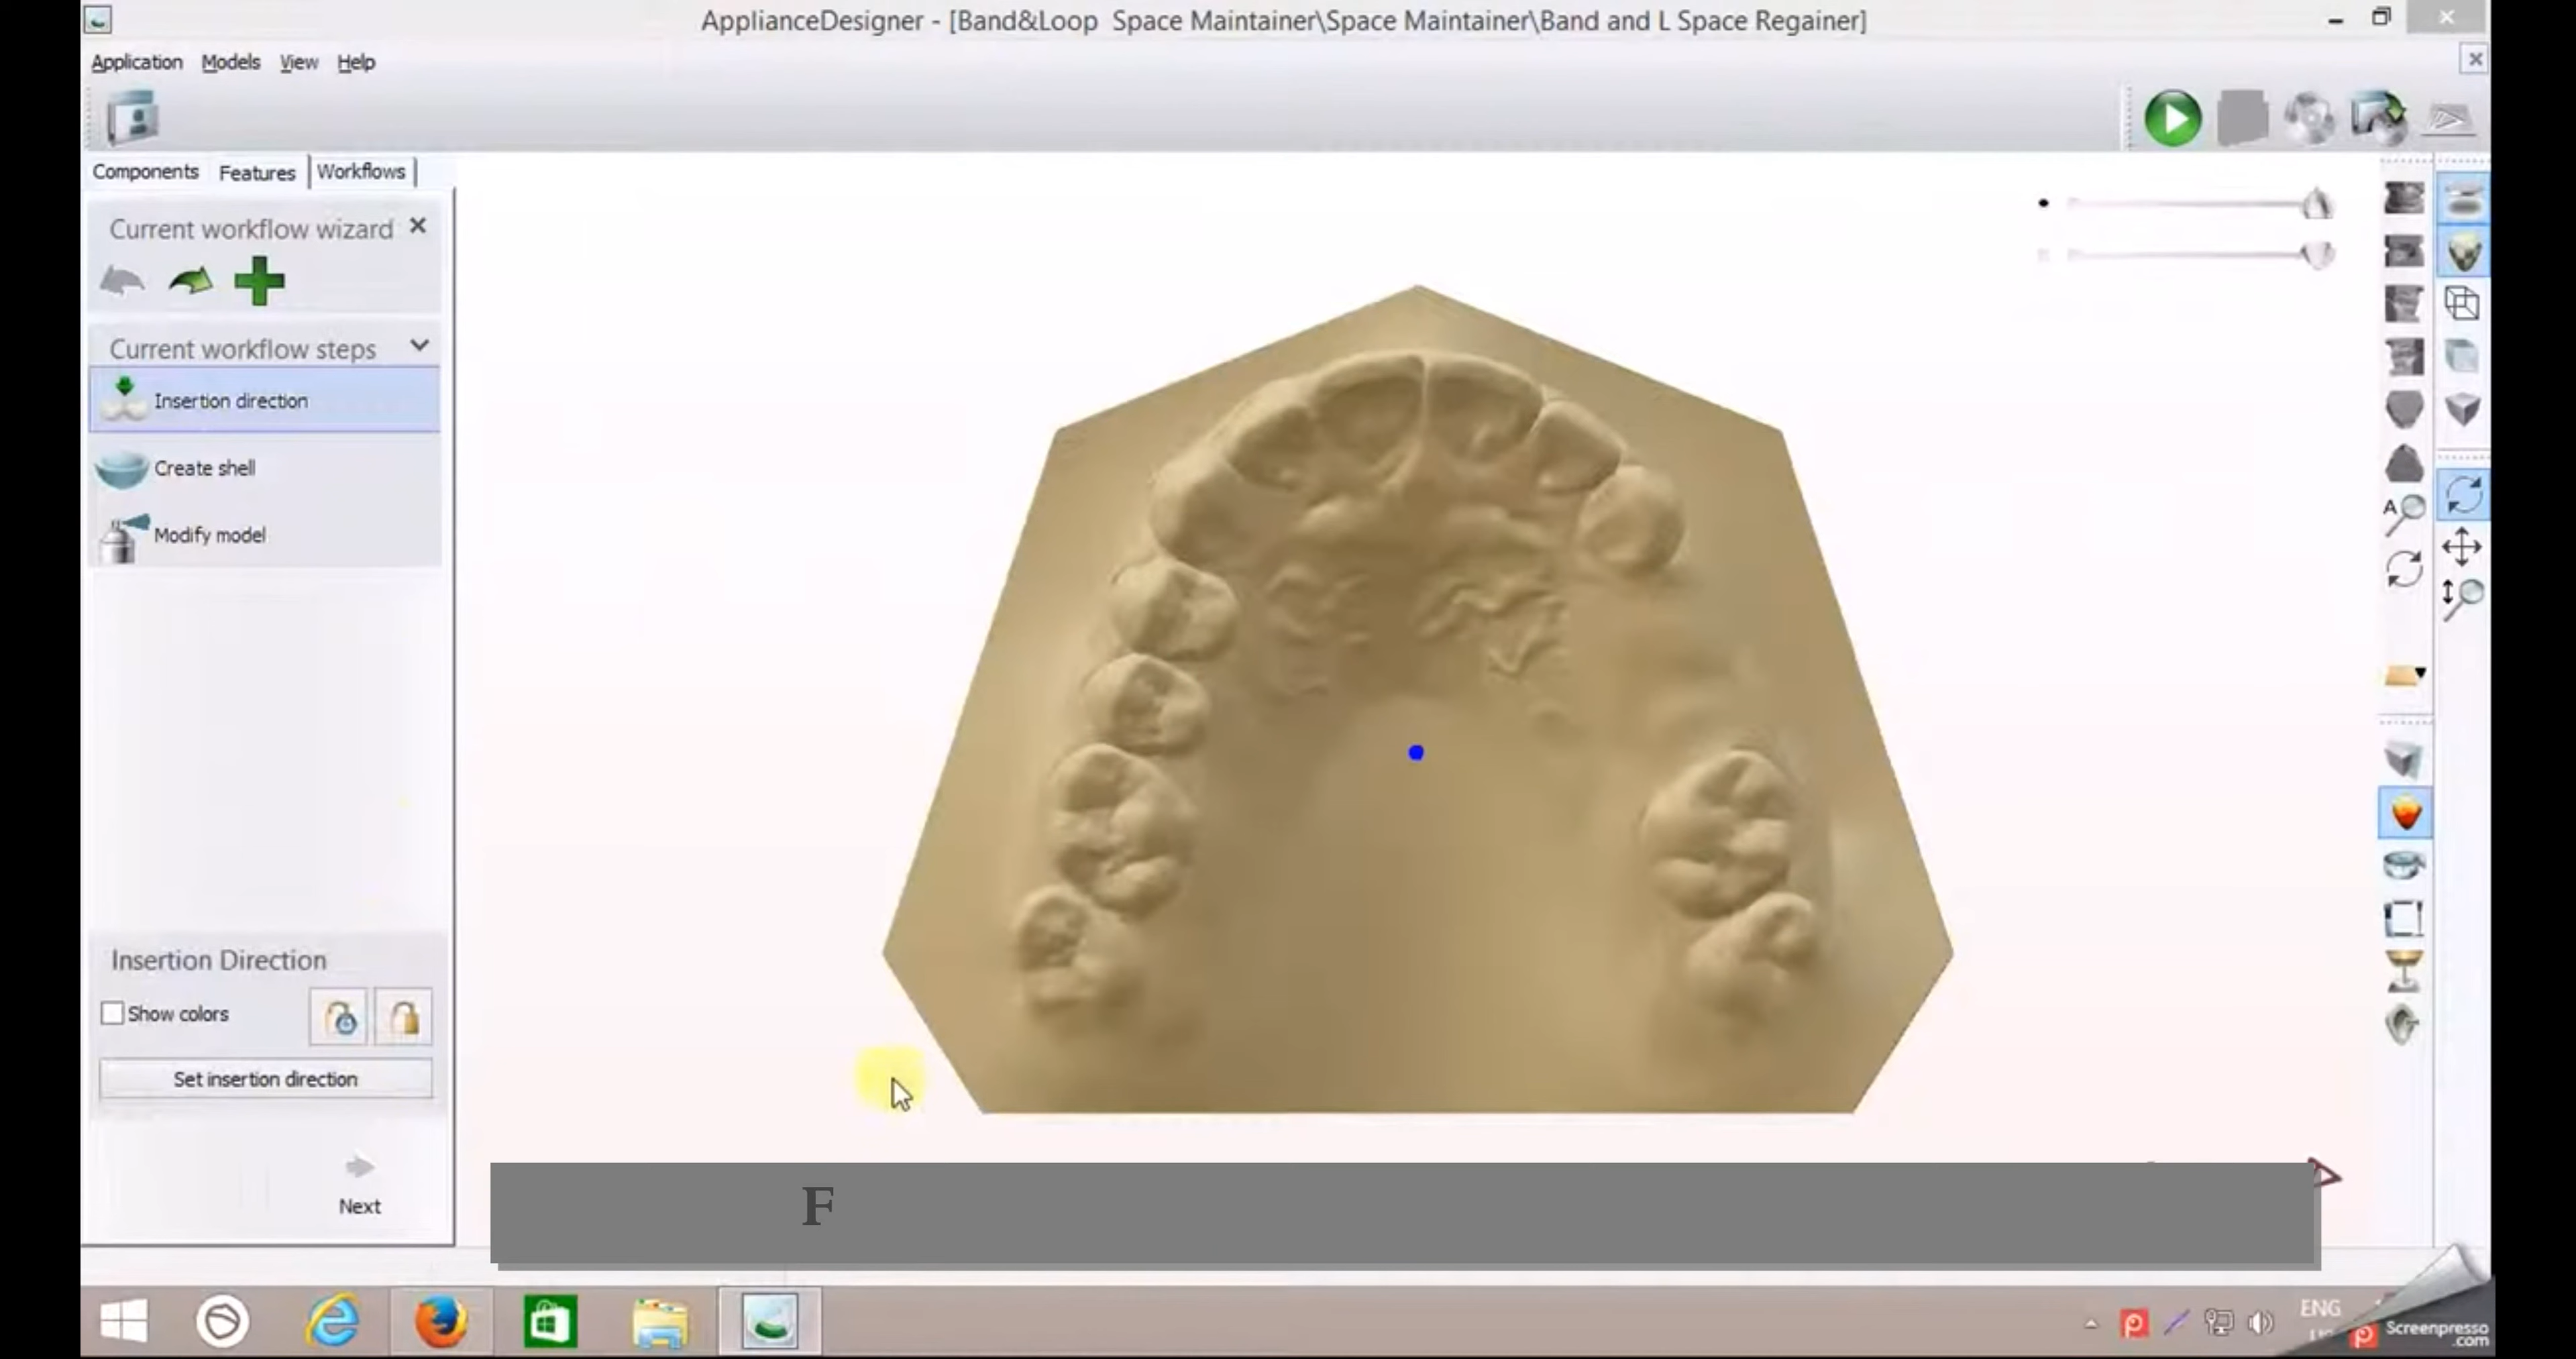 ApplianceDesigner - [Band&Loop Space Maintainer\Space Maintainer\Band and L Space Regainer]
Application Models View Help
Components Features Workflows
Current workflow wizard
Current workflow steps
Insertion direction
Create shell
Modify model
A
Insertion Direction
Show colors
Set insertion direction
Next
F
ENG
Screenpresso
.com